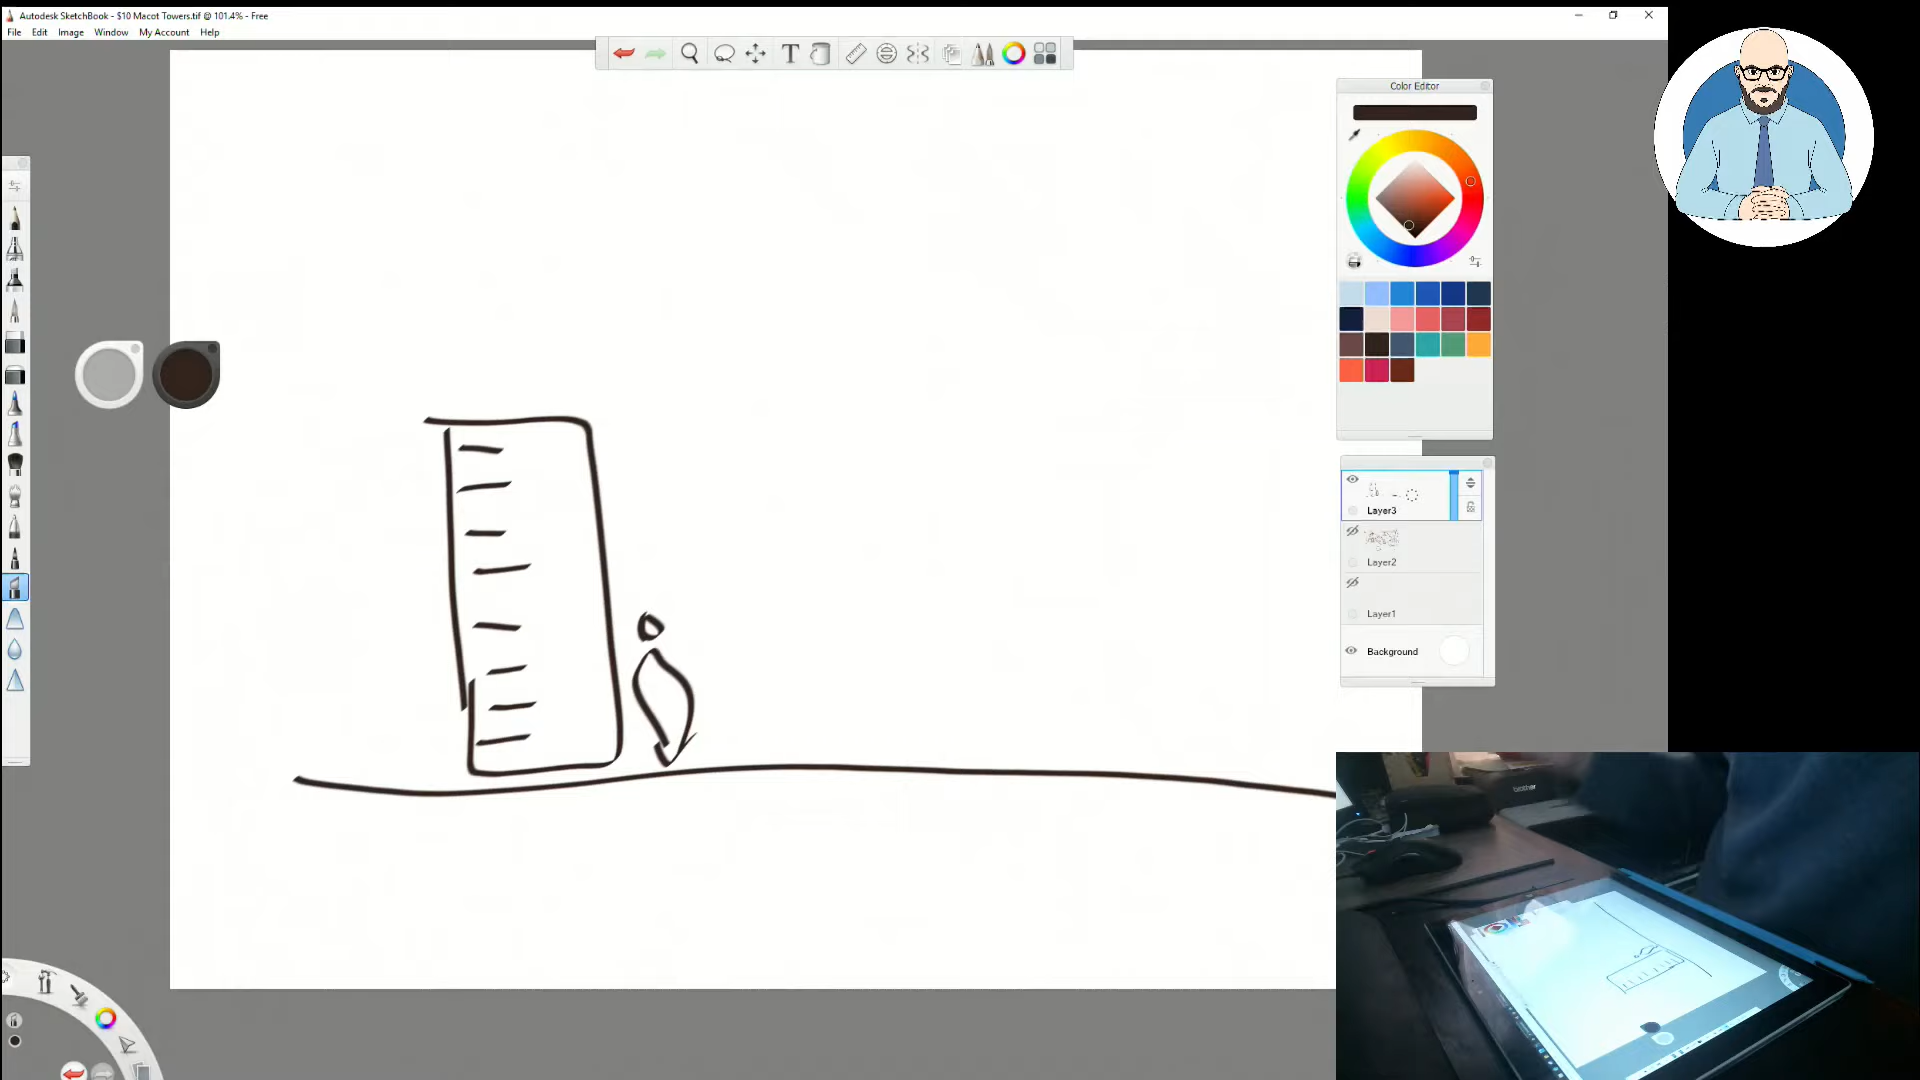 Autodesk SketchBook - $10 Macot Towers.tif @ 101.4% - Free
File Edit Image Window My Account Help
T
Color Editor
Layer3
Layer2
Layer1
Background
brother